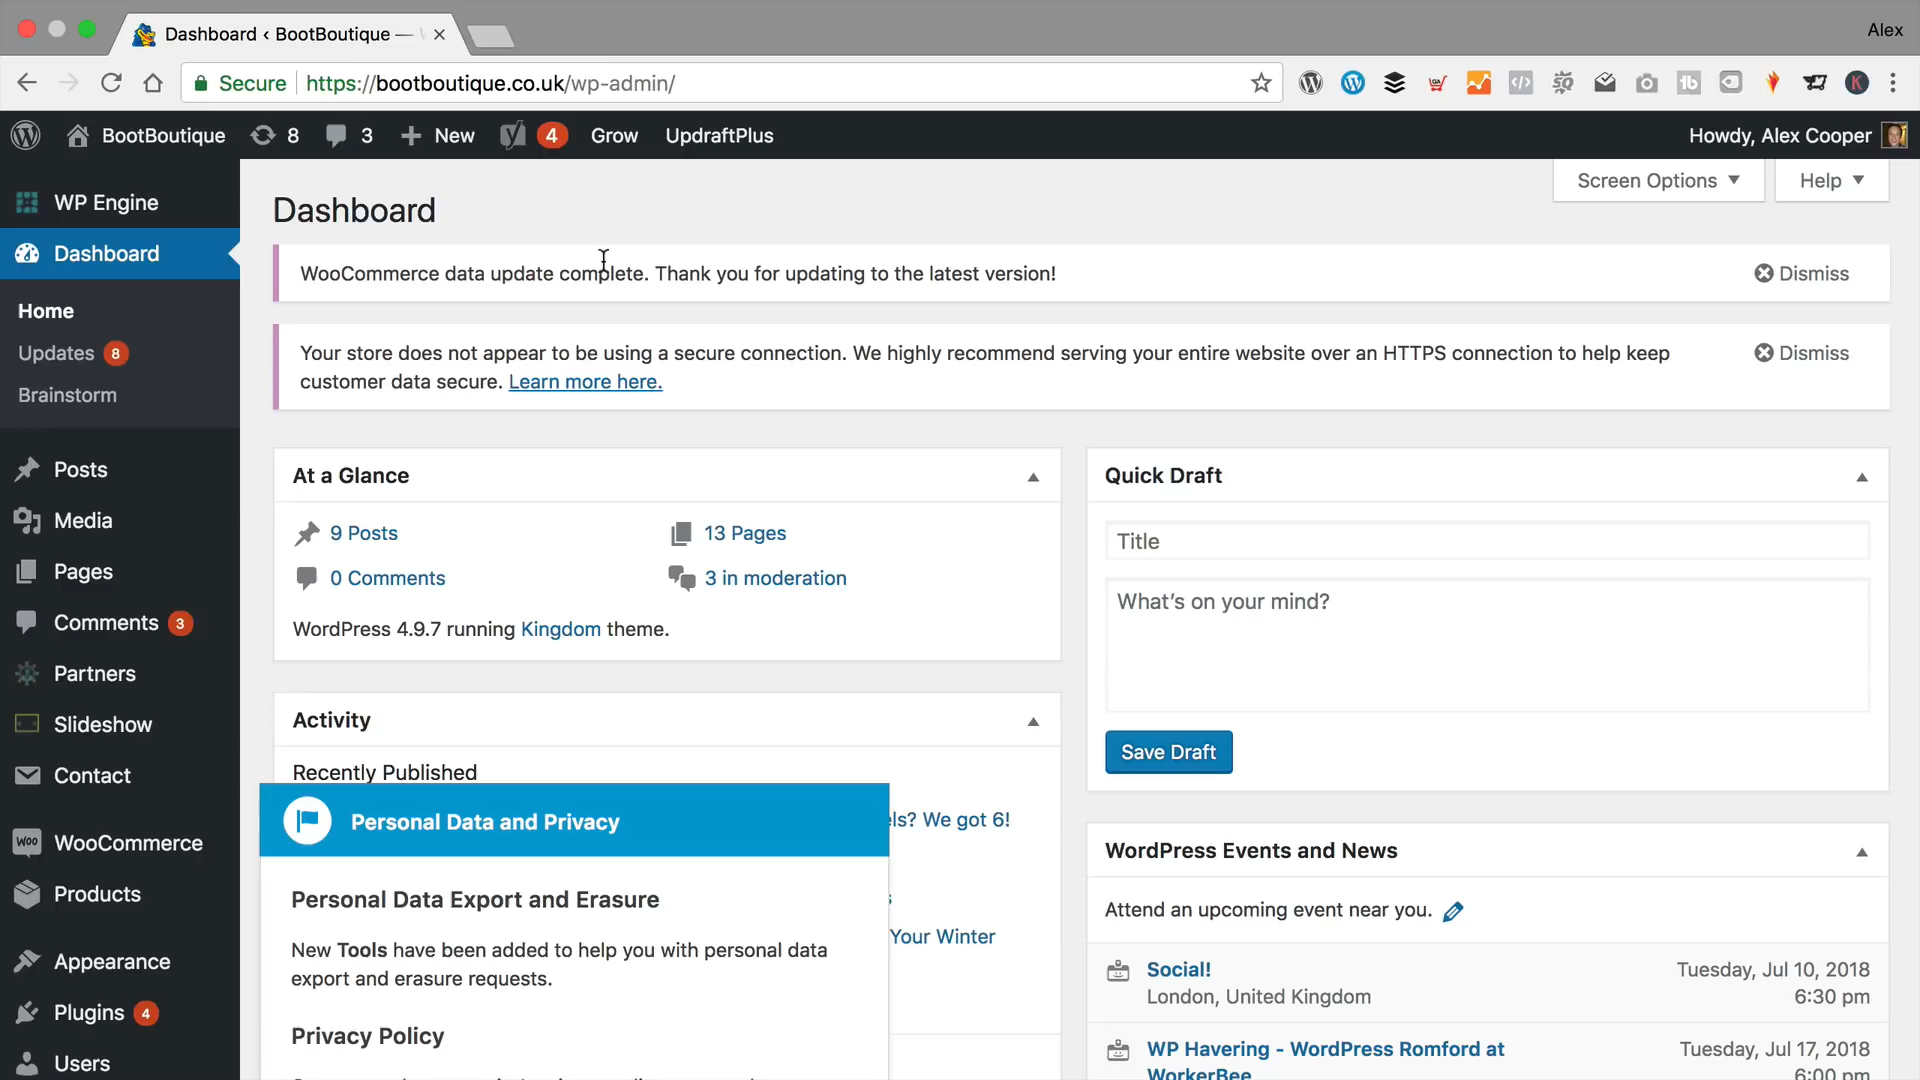 Dashboard ‹ BootBoutique —
Alex
Secure
https://bootboutique.co.uk/wp-admin/
BootBoutique
8
3
New
4
Grow
UpdraftPlus
Howdy, Alex Cooper
WP Engine
Dashboard
Home
Updates 8
Brainstorm
Posts
Media
Pages
Comments 3
Partners
Slideshow
Contact
WooCommerce
Products
Appearance
Plugins 4
Users
Screen Options
Help
Dashboard
WooCommerce data update complete. Thank you for updating to the latest version!
Dismiss
Your store does not appear to be using a secure connection. We highly recommend serving your entire website over an HTTPS connection to help keep
customer data secure. Learn more here.
Dismiss
At a Glance
9 Posts
13 Pages
0 Comments
3 in moderation
WordPress 4.9.7 running Kingdom theme.
Activity
Recently Published
els? We got 6!
Your Winter
Personal Data and Privacy
Personal Data Export and Erasure
New Tools have been added to help you with personal data
export and erasure requests.
Privacy Policy
Quick Draft
Title
What's on your mind?
Save Draft
WordPress Events and News
Attend an upcoming event near you.
Social!
London, United Kingdom
Tuesday, Jul 10, 2018
6:30 pm
WP Havering - WordPress Romford at
WorkerBee
Tuesday, Jul 17, 2018
6:00 pm